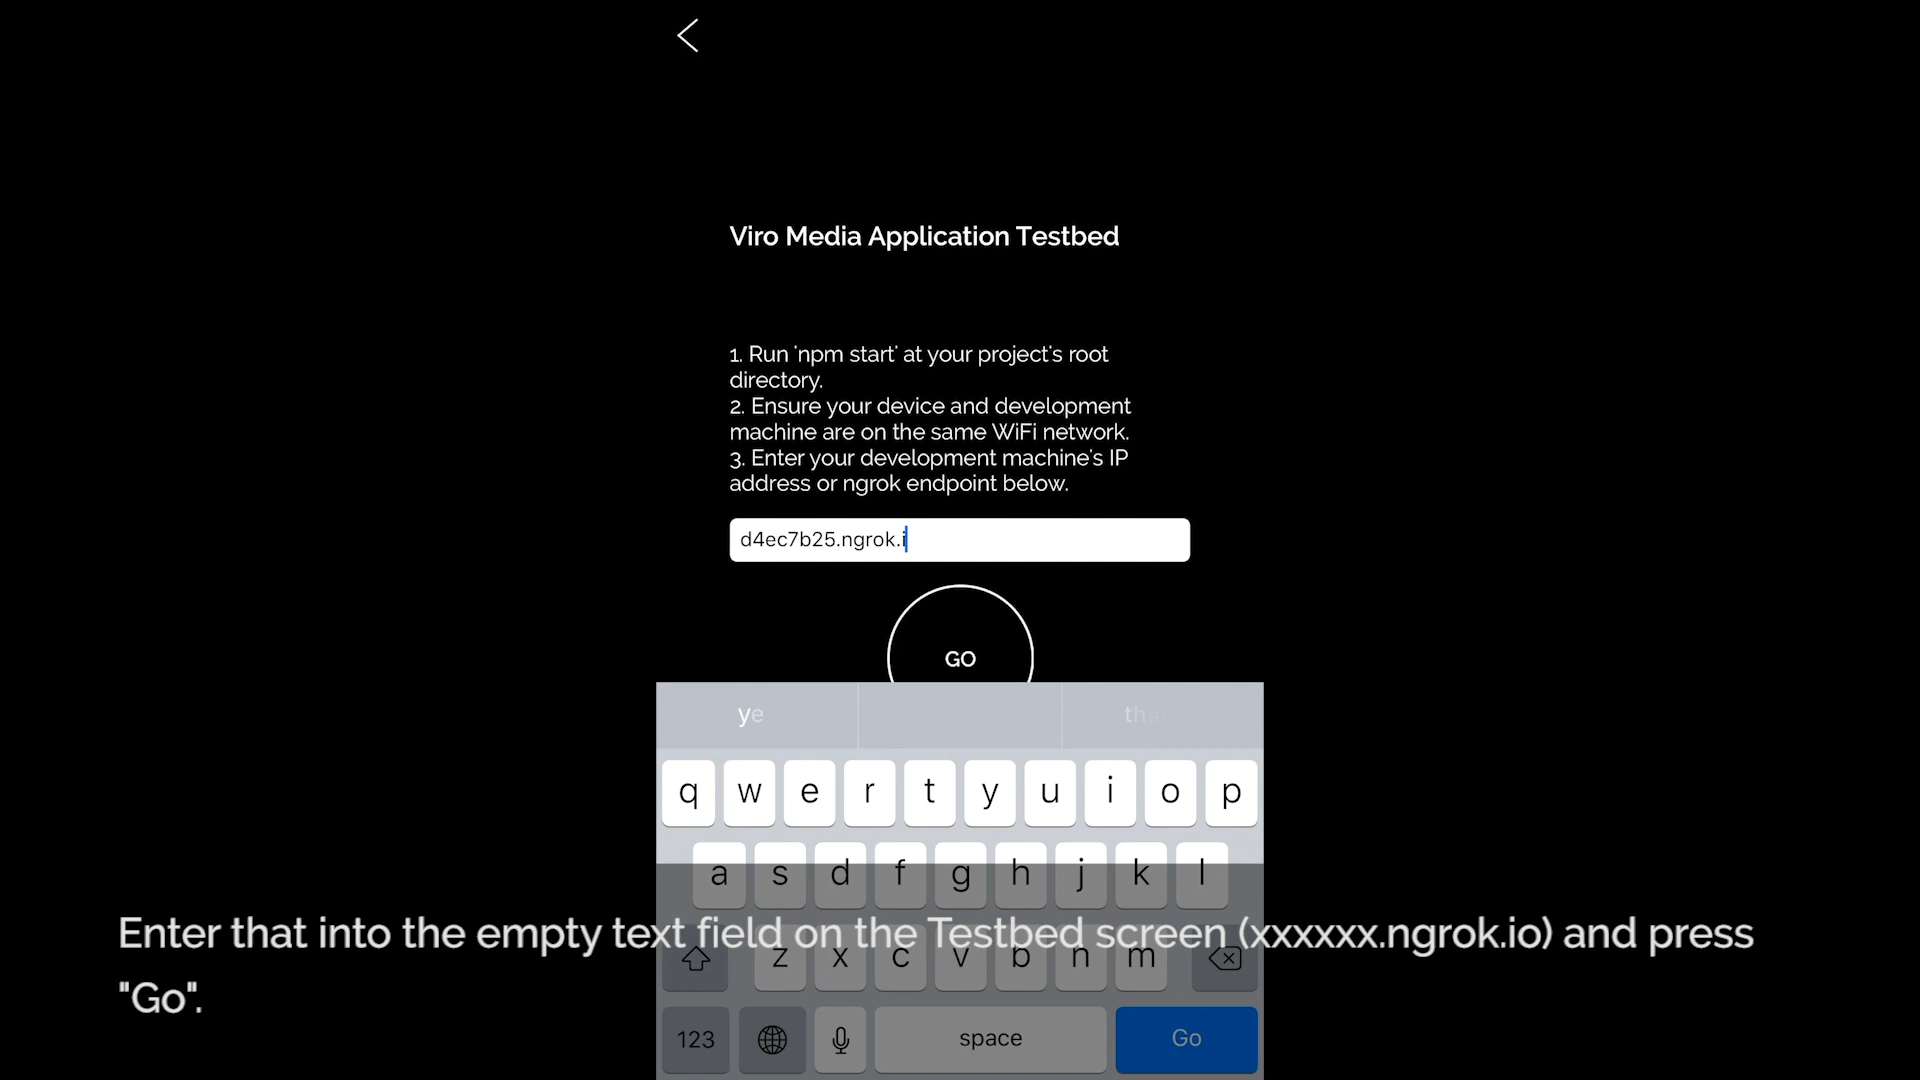 Viro Media Application Testbed
1. Run 'npm start' at your project's root
directory.
2. Ensure your device and development
machine are on the same WiFi network.
3. Enter your development machine's IP
address or ngrok endpoint below.
d4ec7b25.ngrok.i
GO
ye
tha
q w e r t y u i o p
a s d f g h j k l
Enter that into the empty text field on the Testbed screen (xxxxxx.ngrok.io) and press
"Go".
z x c v b n m
123 space Go